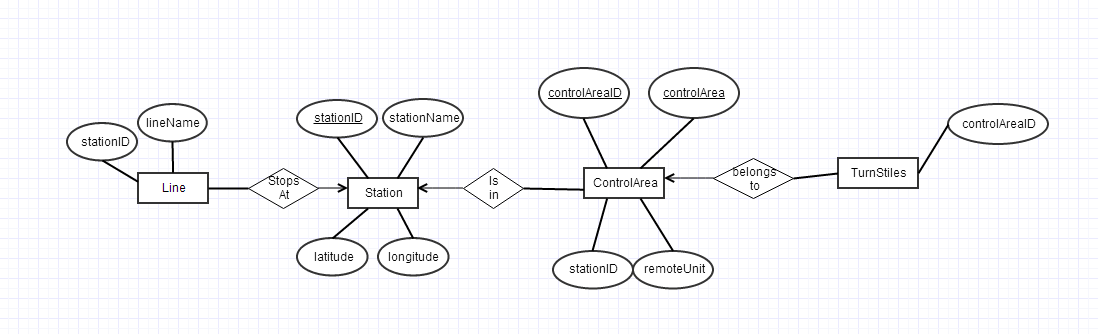 controlAreaID
controlArea
lineName
stationID
stationName
controlAreaID
stationID
Line
Stops
At
Station
Is
in
ControlArea
belongs
to
TurnStiles
latitude
longitude
stationID
remoteUnit